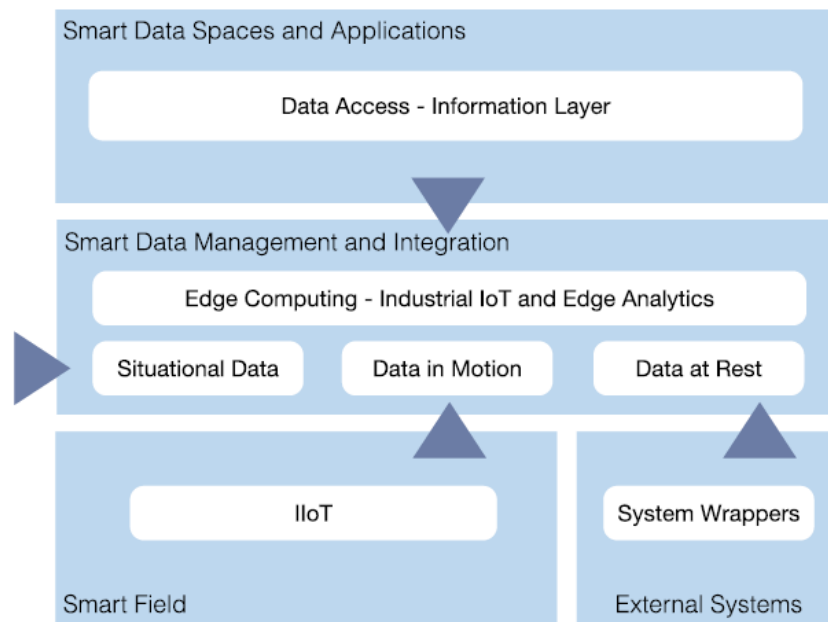 Smart Data Spaces and Applications
Data Access - Information Layer
Smart Data Management and Integration
Edge Computing - Industrial IoT and Edge Analytics
Situational Data
Data in Motion
Data at Rest
IIoT
System Wrappers
Smart Field
External Systems